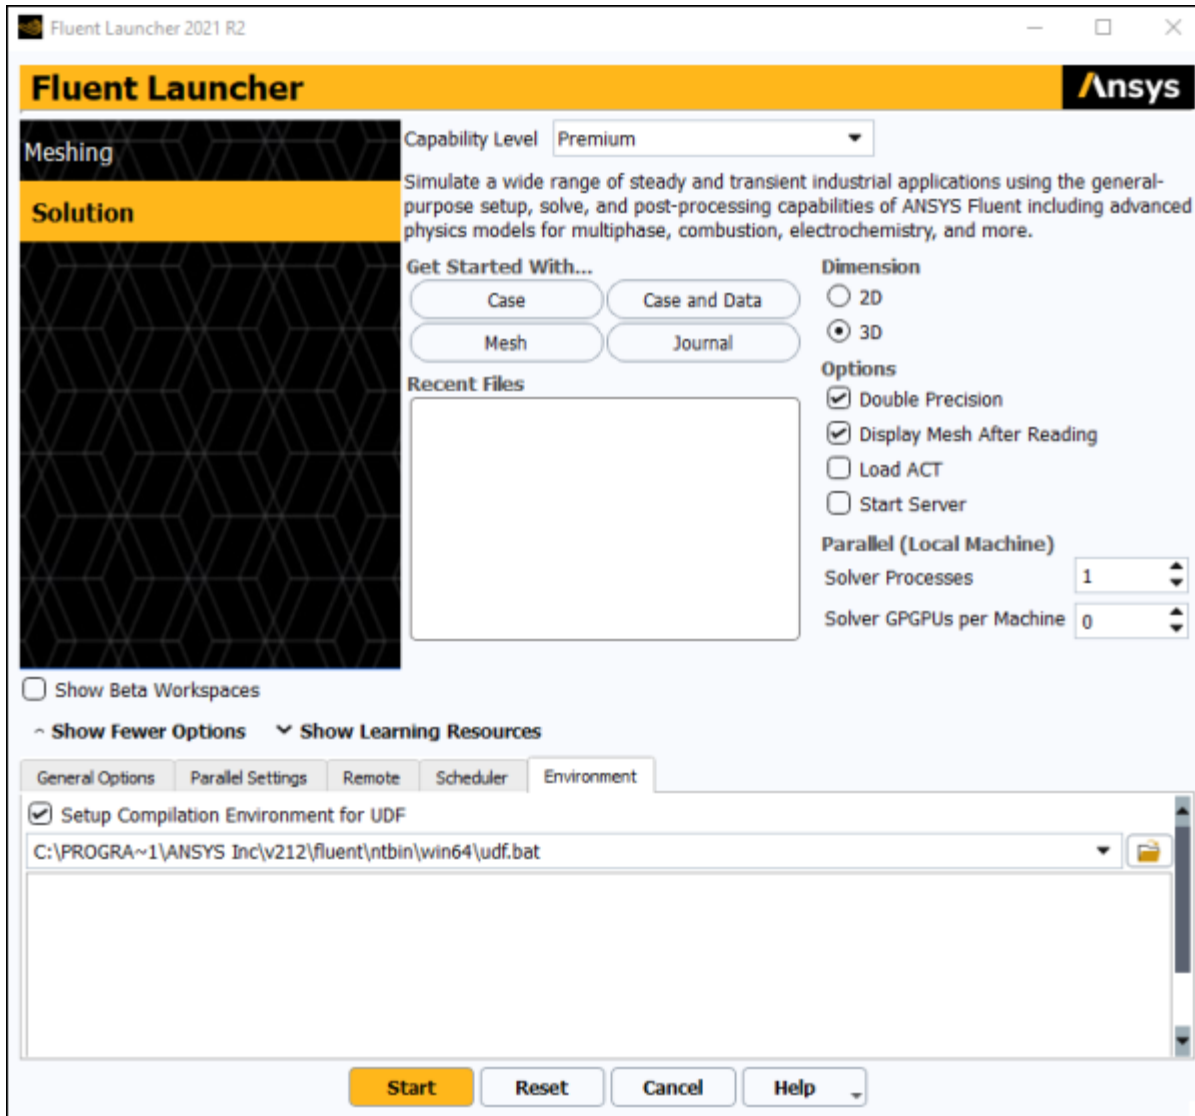 Fluent Launcher 2021 R2
Fluent Launcher
Ansys
Meshing
Solution
Capability Level Premium
Simulate a wide range of steady and transient industrial applications using the general-
purpose setup, solve, and post-processing capabilities of ANSYS Fluent including advanced
physics models for multiphase, combustion, electrochemistry, and more.
Get Started With...
Case
Case and Data
Mesh
Journal
Recent Files
Dimension
2D
3D
Options
Double Precision
Display Mesh After Reading
Load ACT
Start Server
Parallel (Local Machine)
Solver Processes 1
Solver GPGPUs per Machine 0
Show Beta Workspaces
Show Fewer Options Show Learning Resources
General Options Parallel Settings Remote Scheduler Environment
Setup Compilation Environment for UDF
C:\PROGRA~1\ANSYS Inc\v212\fluent\ntbin\win64\udf.bat
Start Reset Cancel Help